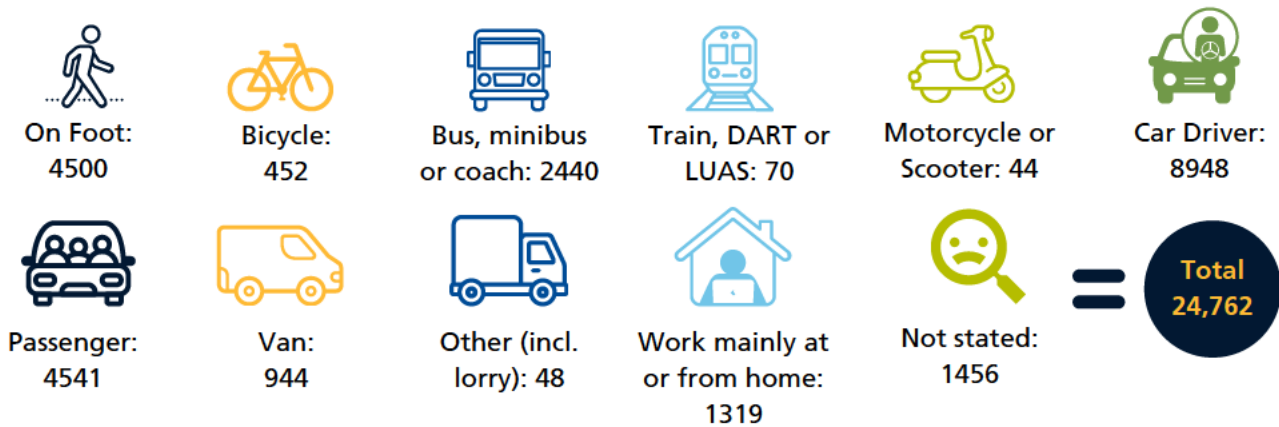 On Foot:
4500
Bicycle:
452
Bus, minibus
or coach: 2440
Train, DART or
LUAS: 70
Motorcycle or
Scooter: 44
Car Driver:
8948
Passenger:
4541
Van:
944
Other (incl.
lorry): 48
Work mainly at
or from home:
1319
Not stated:
1456
=
Total
24,762